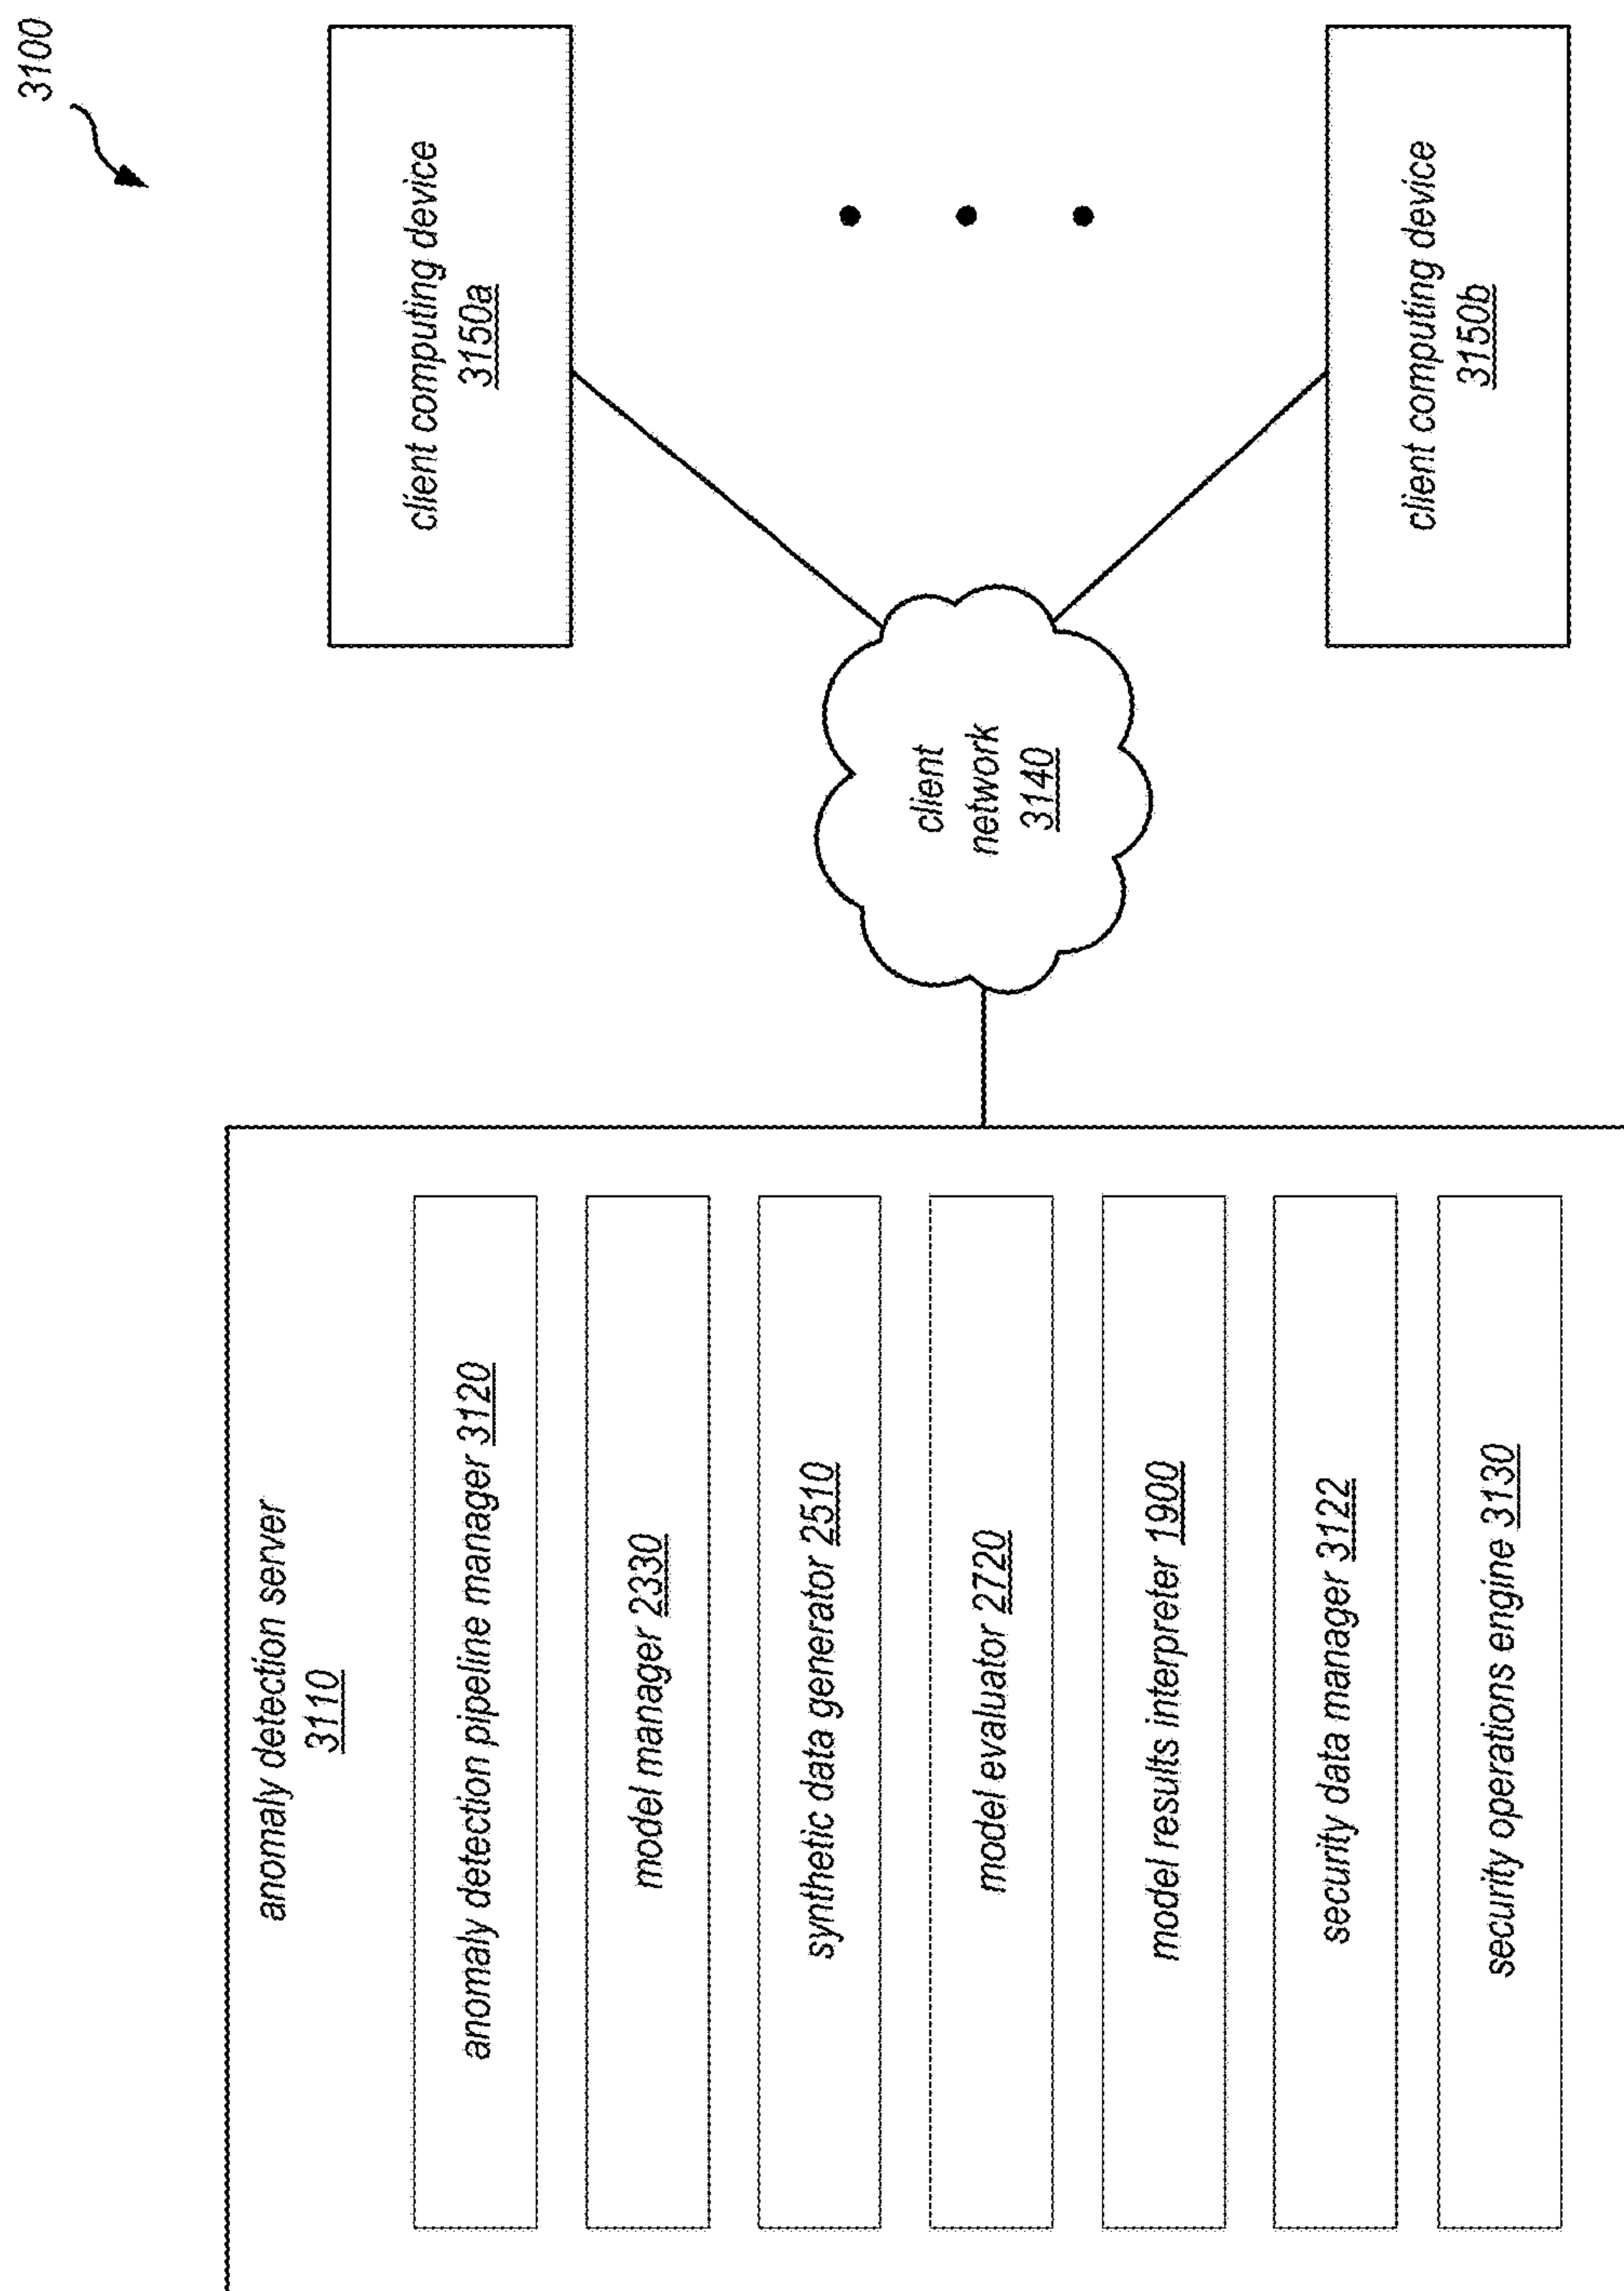 3100
anomaly detection server
3110
anomaly detection pipeline manager 3120
model manager 2330
synthetic data generator 2510
model evaluator 2720
model results interpreter 1900
security data manager 3122
security operations engine 3130
client
network
3140
client computing device
3150a
client computing device
3150b